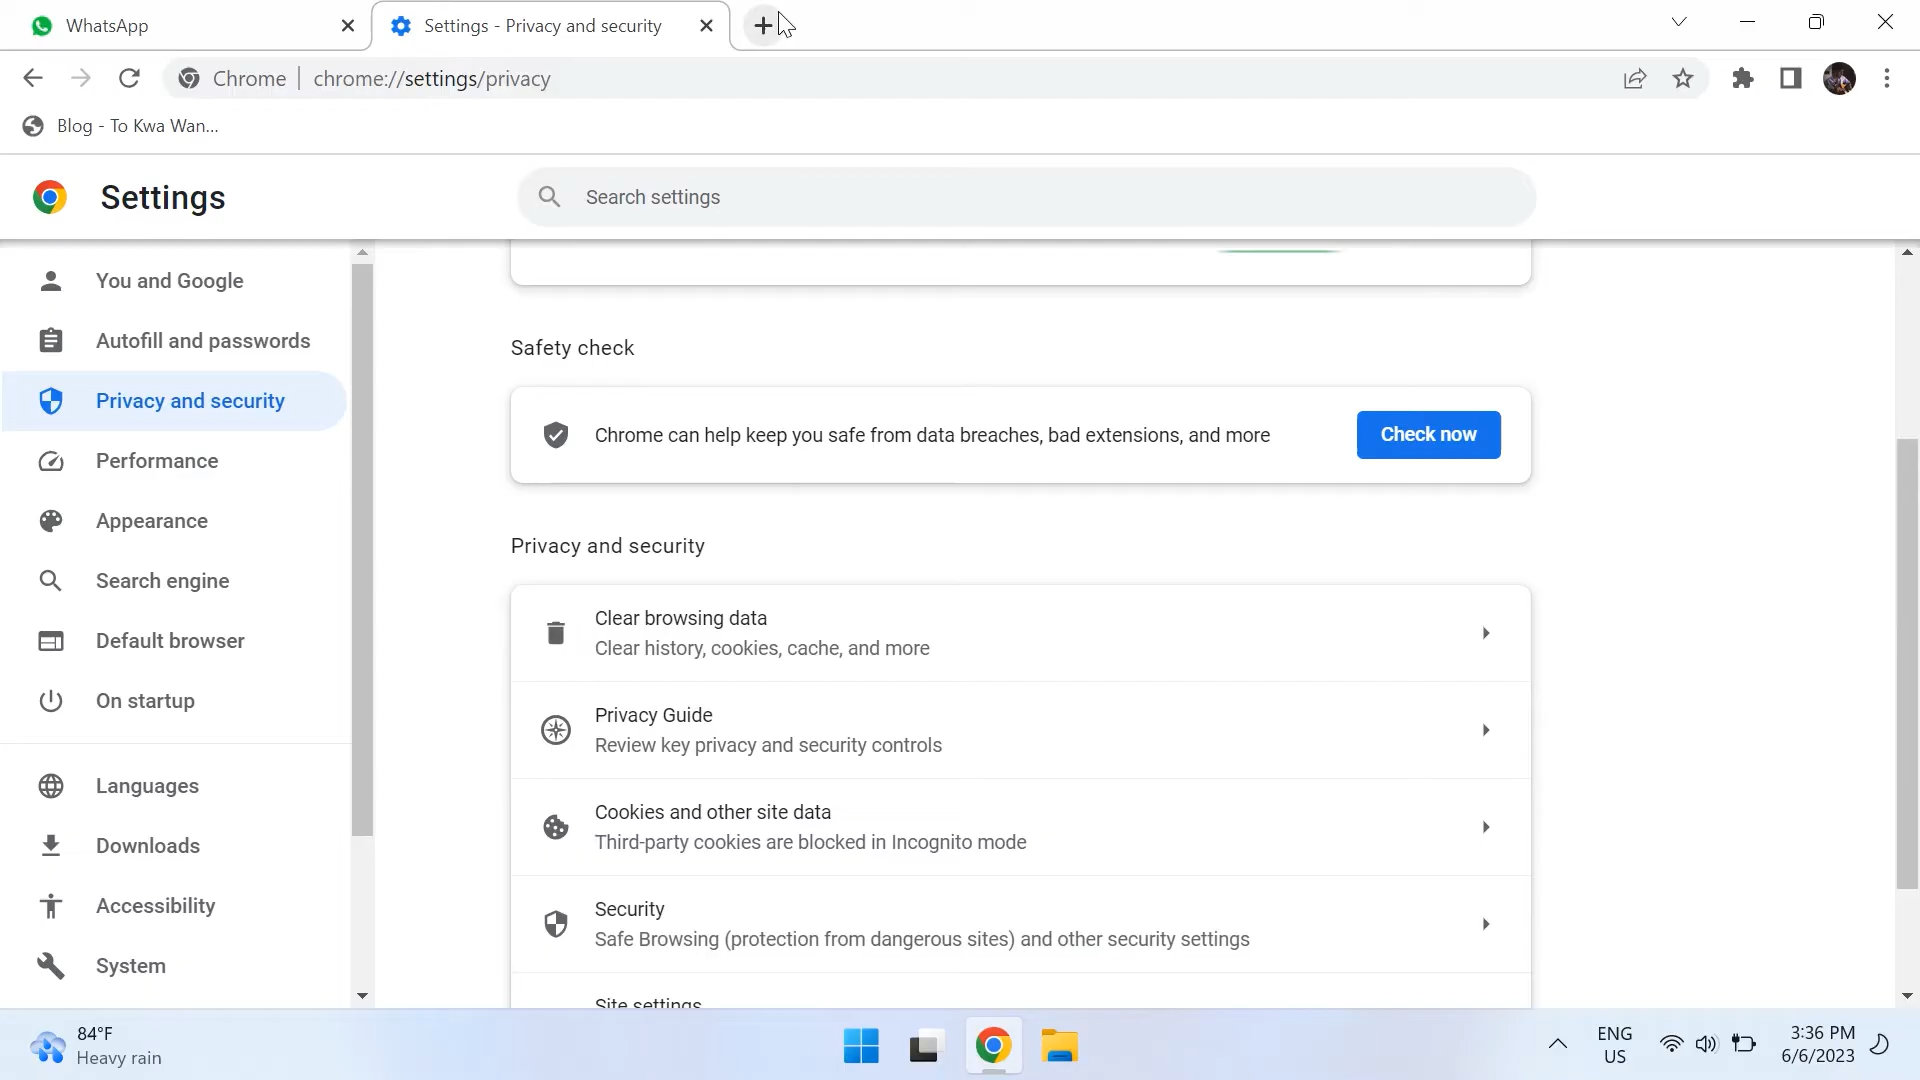 WhatsApp
Settings - Privacy and security
Chrome
chrome://settings/privacy
Blog - To Kwa Wan...
Settings
Search settings
You and Google
Autofill and passwords
Privacy and security
Performance
Appearance
Search engine
Default browser
On startup
Languages
Downloads
Accessibility
System
Safety check
Chrome can help keep you safe from data breaches, bad extensions, and more
Check now
Privacy and security
Clear browsing data
Clear history, cookies, cache, and more
Privacy Guide
Review key privacy and security controls
Cookies and other site data
Third-party cookies are blocked in Incognito mode
Security
Safe Browsing (protection from dangerous sites) and other security settings
Site settings
84°F
Heavy rain
ENG
US
3:36 PM
6/6/2023